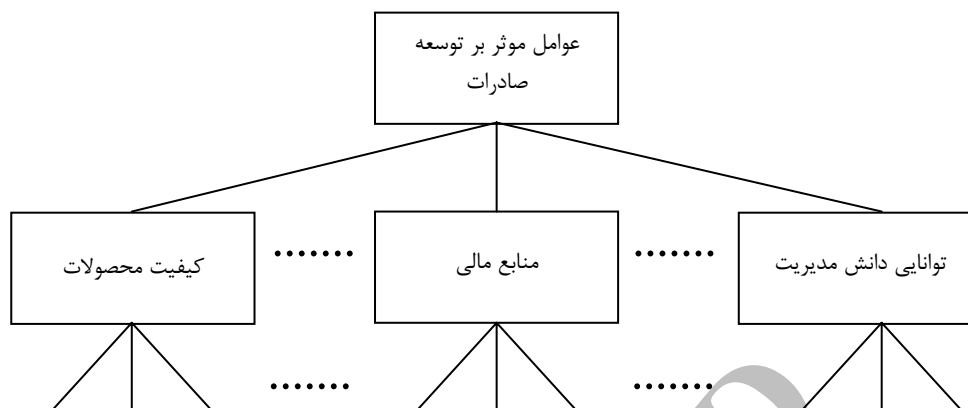 عوامل موثر بر توسعه
صادرات
توانایی دانش مدیریت
منابع مالی
کیفیت محصولات